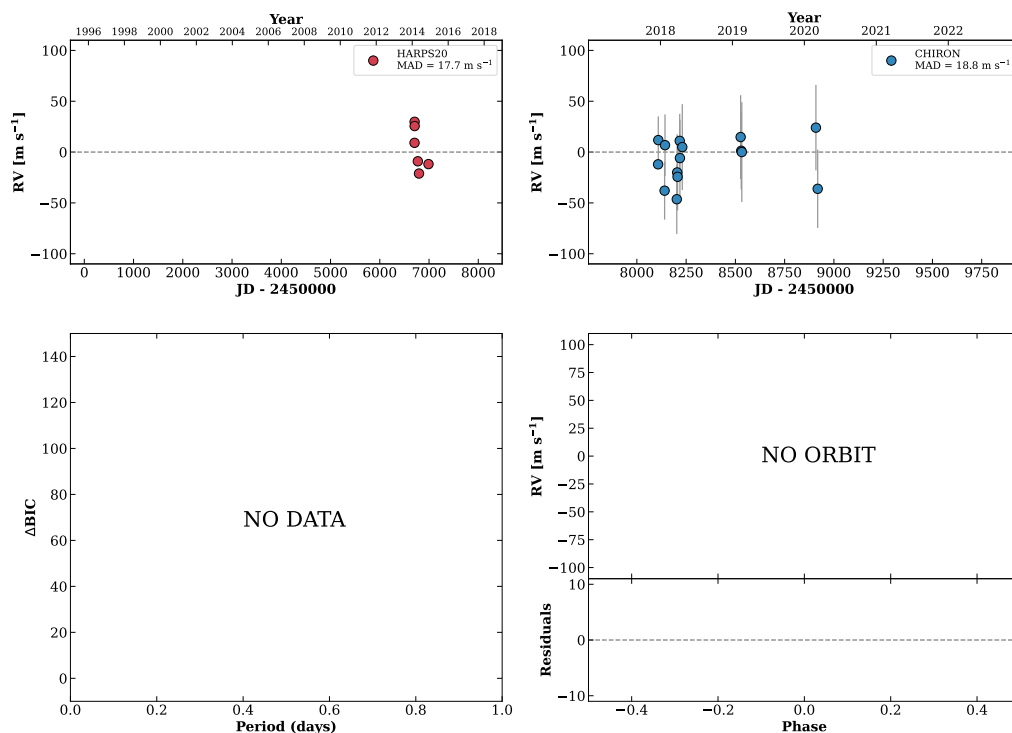 Year
1996 1998 2000 2002 2004 2006 2008 2010 2012 2014 2016 2018
HARPS20
MAD = 17.7 m s⁻¹
RV [m s⁻¹]
100
50
0
−50
−100
0 1000 2000 3000 4000 5000 6000 7000 8000
JD - 2450000
Year
2018 2019 2020 2021 2022
CHIRON
MAD = 18.8 m s⁻¹
RV [m s⁻¹]
100
50
0
−50
−100
8000 8250 8500 8750 9000 9250 9500 9750
JD - 2450000
ΔBIC
140
120
100
80
60
40
20
0
NO DATA
0.0 0.2 0.4 0.6 0.8 1.0
Period (days)
RV [m s⁻¹]
100
75
50
25
0
−25
−50
−75
−100
NO ORBIT
Residuals
10
0
−10
−0.4 −0.2 0.0 0.2 0.4
Phase